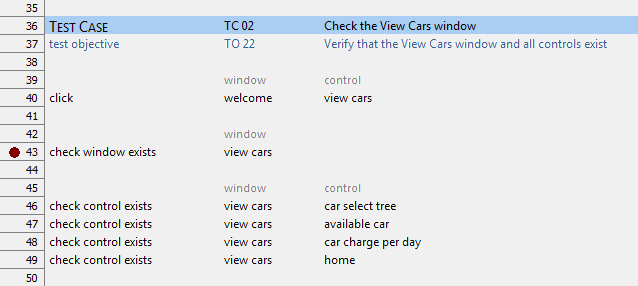 35
36 TEST CASE TC 02 Check the View Cars window
37 test objective TO 22 Verify that the View Cars window and all controls exist
38
39 window control
40 click welcome view cars
41
42 window
43 check window exists view cars
44
45 window control
46 check control exists view cars car select tree
47 check control exists view cars available car
48 check control exists view cars car charge per day
49 check control exists view cars home
50